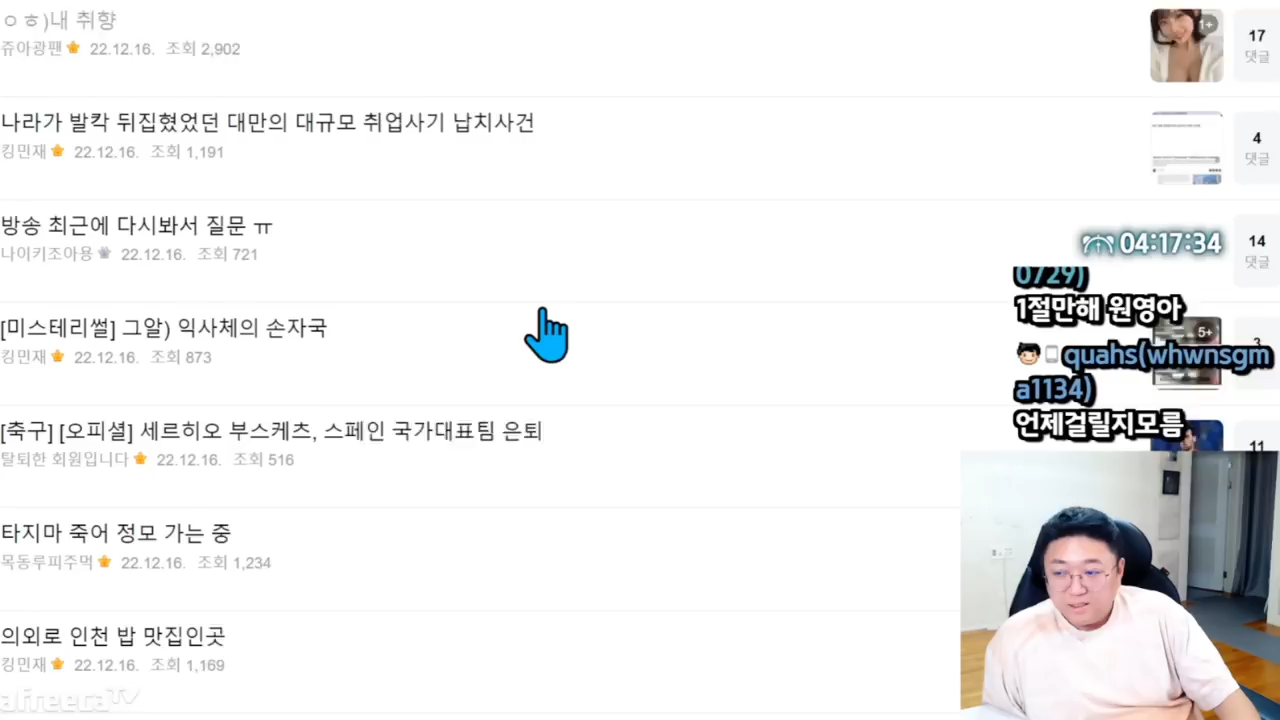 ㅇㅎ)내 취향
쥬아광팬 22.12.16. 조회 2,902
1+
17
댓글
나라가 발칵 뒤집혔었던 대만의 대규모 취업사기 납치사건
킹민재 22.12.16. 조회 1,191
4
댓글
방송 최근에 다시봐서 질문 ㅠ
나이키조아용 22.12.16. 조회 721
14
댓글
04:17:34
0729)
1절만해 원영아
[미스테리썰] 그알) 익사체의 손자국
킹민재 22.12.16. 조회 873
5+
3
quahs(whwnsgm
a1134)
언제걸릴지모름
[축구] [오피셜] 세르히오 부스케츠, 스페인 국가대표팀 은퇴
탈퇴한 회원입니다 22.12.16. 조회 516
11
타지마 죽어 정모 가는 중
목동루피주먹 22.12.16. 조회 1,234
의외로 인천 밥 맛집인곳
킹민재 22.12.16. 조회 1,169
afreecaTV